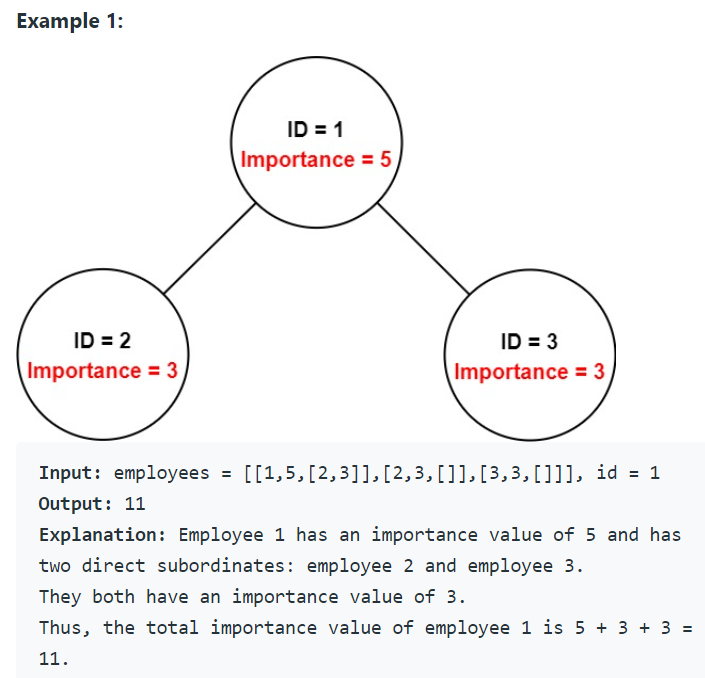 Example 1:
ID = 1
Importance = 5
ID = 2
Importance = 3
ID = 3
Importance = 3
Input: employees = [[1,5,[2,3]],[2,3,[]],[3,3,[]]], id = 1
Output: 11
Explanation: Employee 1 has an importance value of 5 and has
two direct subordinates: employee 2 and employee 3.
They both have an importance value of 3.
Thus, the total importance value of employee 1 is 5 + 3 + 3 =
11.